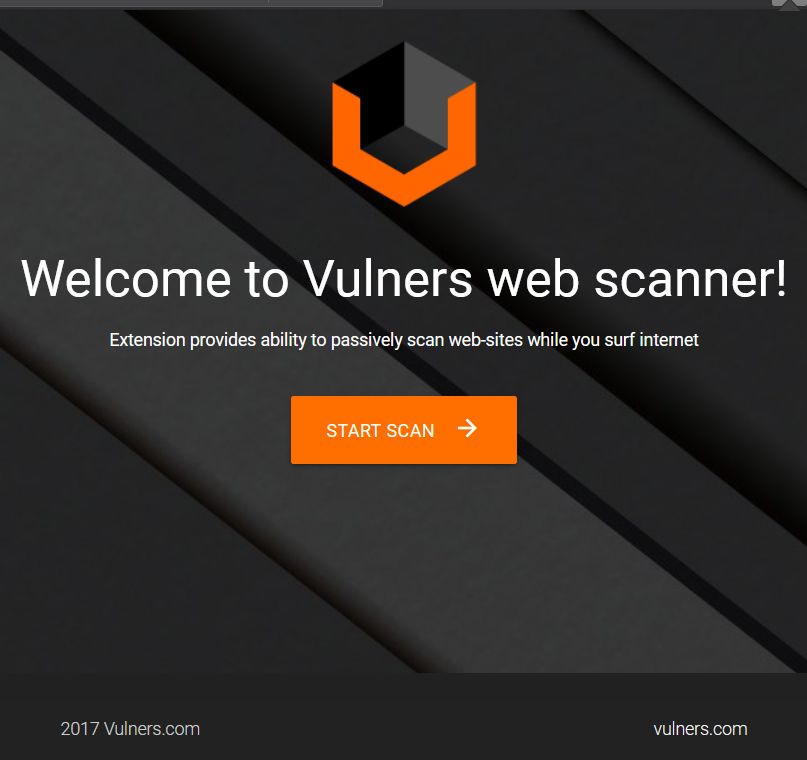 Welcome to Vulners web scanner!
Extension provides ability to passively scan web-sites while you surf internet
START SCAN
2017 Vulners.com
vulners.com